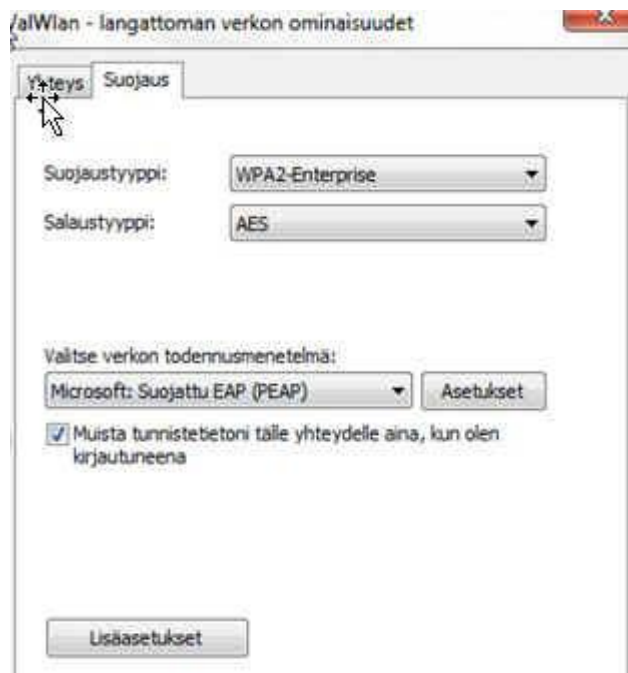 /alWlan - langattoman verkon ominaisuudet
Yhteys Suojaus
Suojaustyyppi: WPA2-Enterprise
Salaustyyppi: AES
Valitse verkon todennusmenetelmä:
Microsoft: Suojattu EAP (PEAP) Asetukset
Muista tunnistetietoni tälle yhteydelle aina, kun olen
kirjautuneena
Lisäasetukset